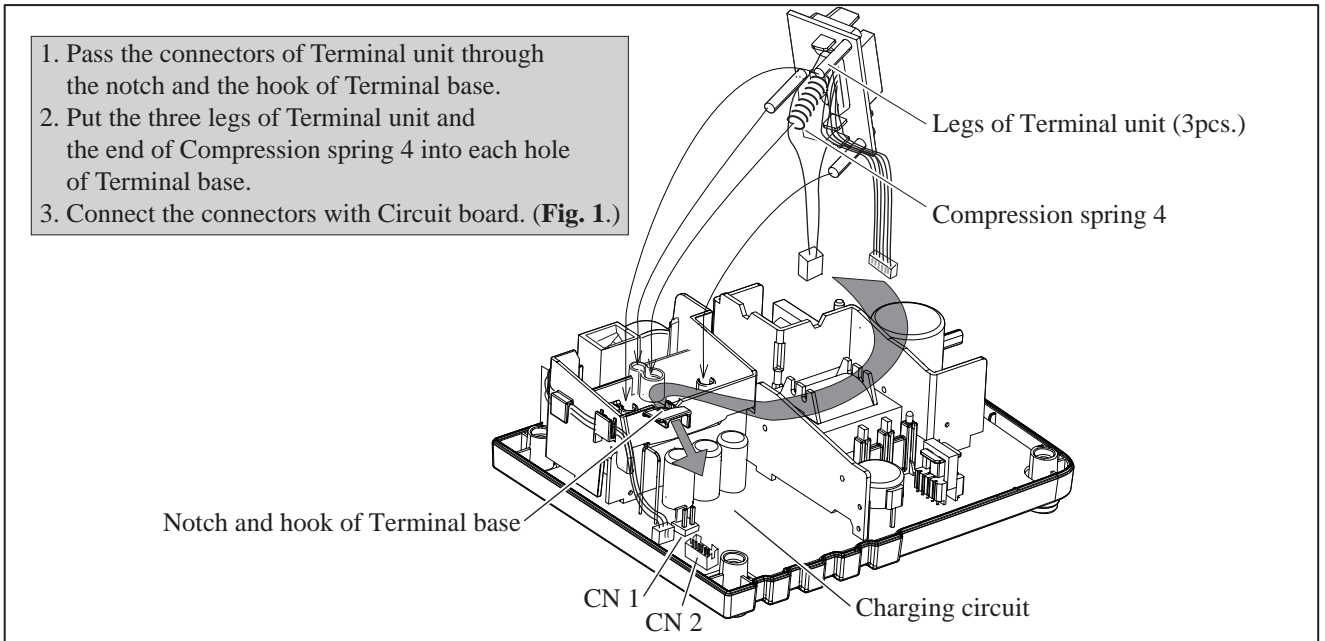 1. Pass the connectors of Terminal unit through
the notch and the hook of Terminal base.
2. Put the three legs of Terminal unit and
the end of Compression spring 4 into each hole
of Terminal base.
3. Connect the connectors with Circuit board. (Fig. 1.)
Legs of Terminal unit (3pcs.)
Compression spring 4
Notch and hook of Terminal base
CN 1
CN 2
Charging circuit